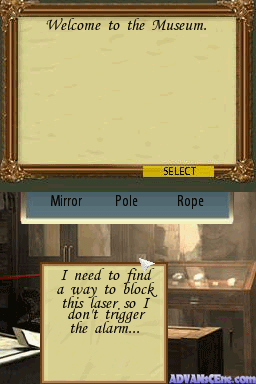 Welcome to the Museum.
SELECT
Mirror Pole Rope
I need to find
a way to block
this laser so I
don't trigger
the alarm...
ADVANsCEne.com